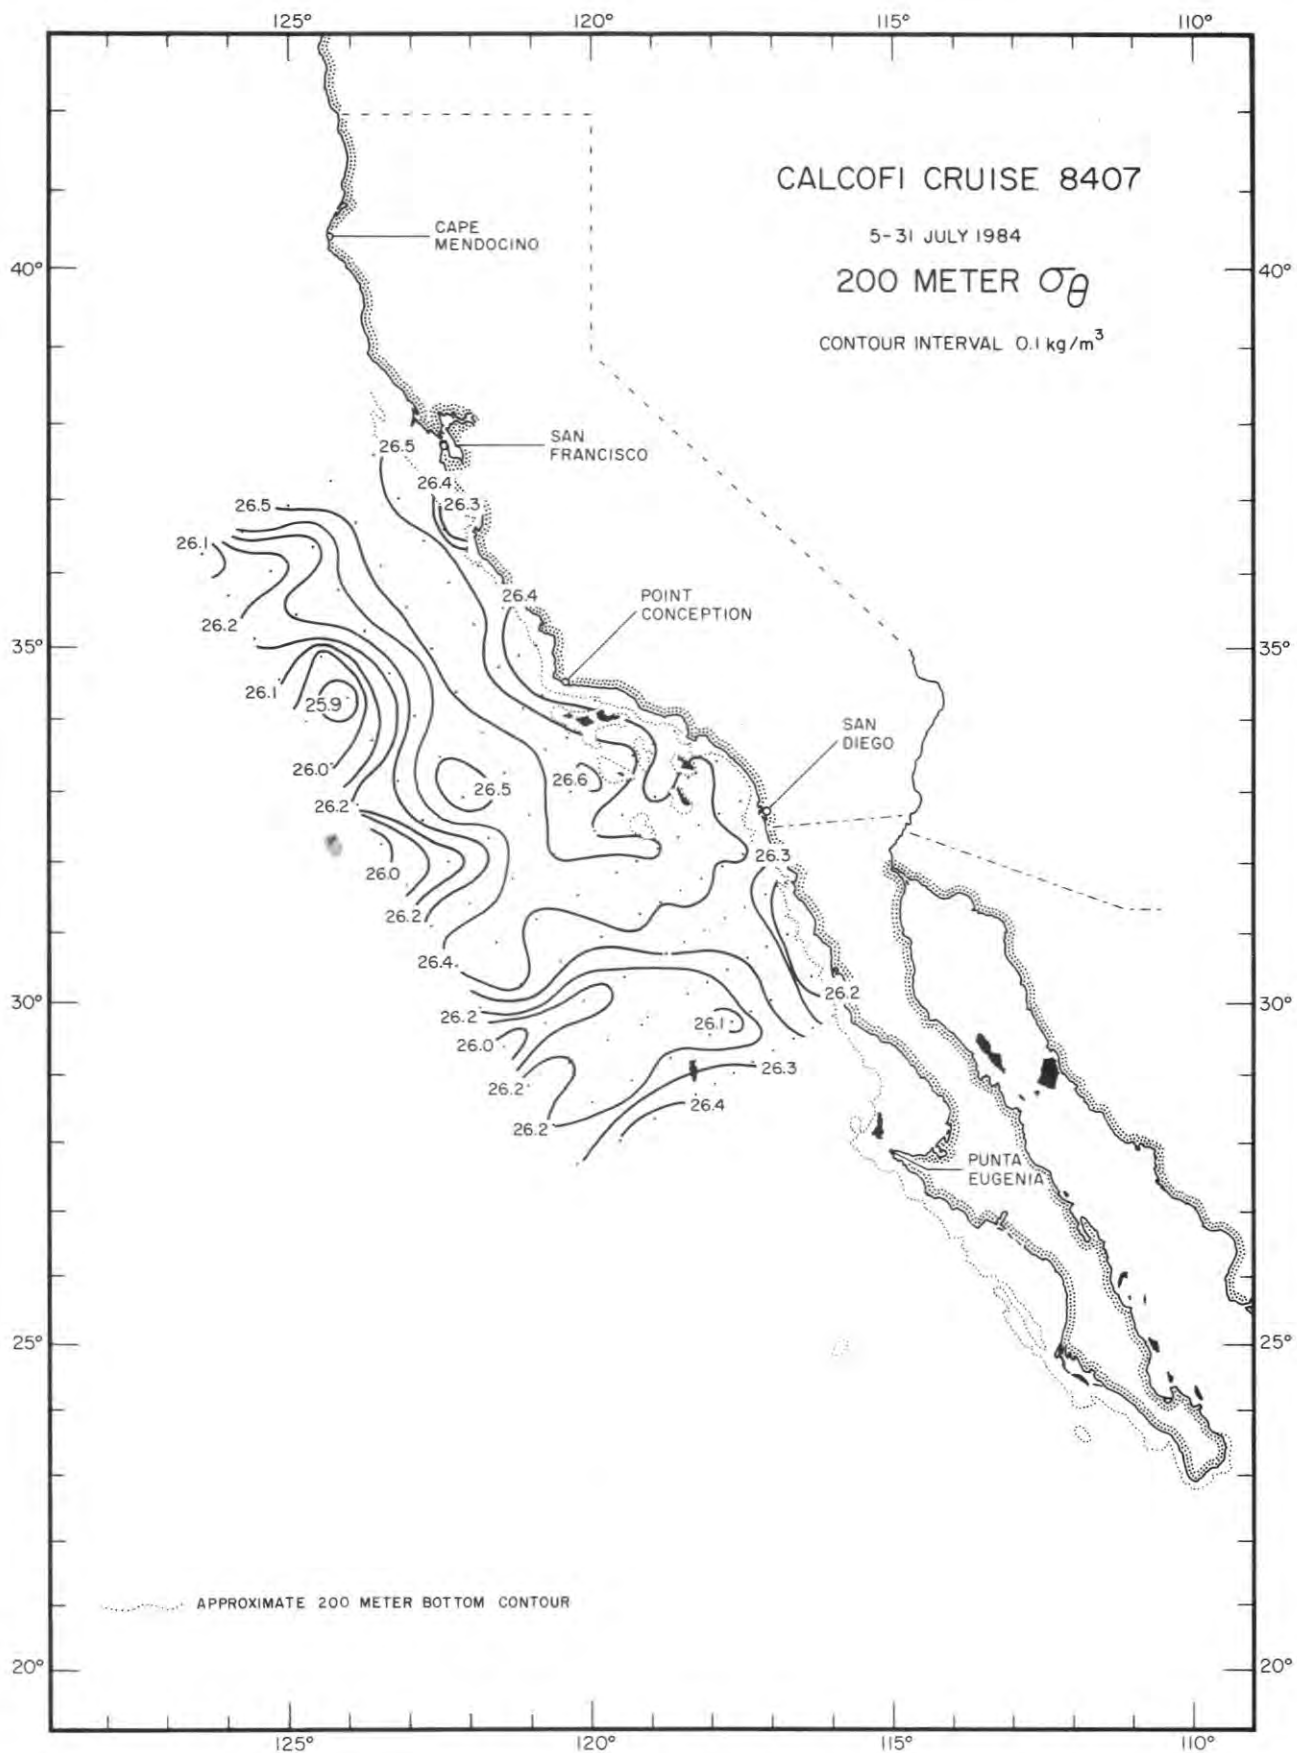 125°
120°
115°
110°
CALCOFI CRUISE 8407
5-31 JULY 1984
200 METER σθ
CONTOUR INTERVAL 0.1 kg/m³
CAPE
MENDOCINO
40°
40°
SAN
FRANCISCO
26.5
26.4
26.3
26.5
26.1
26.4
POINT
CONCEPTION
26.2
35°
35°
26.1
25.9
SAN
DIEGO
26.0
26.6
26.5
26.2
26.3
26.0
26.2
26.4
26.2
30°
30°
26.2
26.1
26.0
26.3
26.2
26.4
26.2
PUNTA
EUGENIA
25°
25°
APPROXIMATE 200 METER BOTTOM CONTOUR
20°
20°
125°
120°
115°
110°